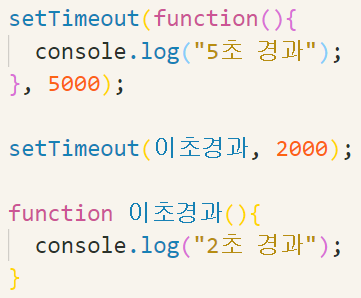 setTimeout(function(){
console.log("5초 경과");
}, 5000);
setTimeout(이초경과, 2000);
function 이초경과(){
console.log("2초 경과");
}